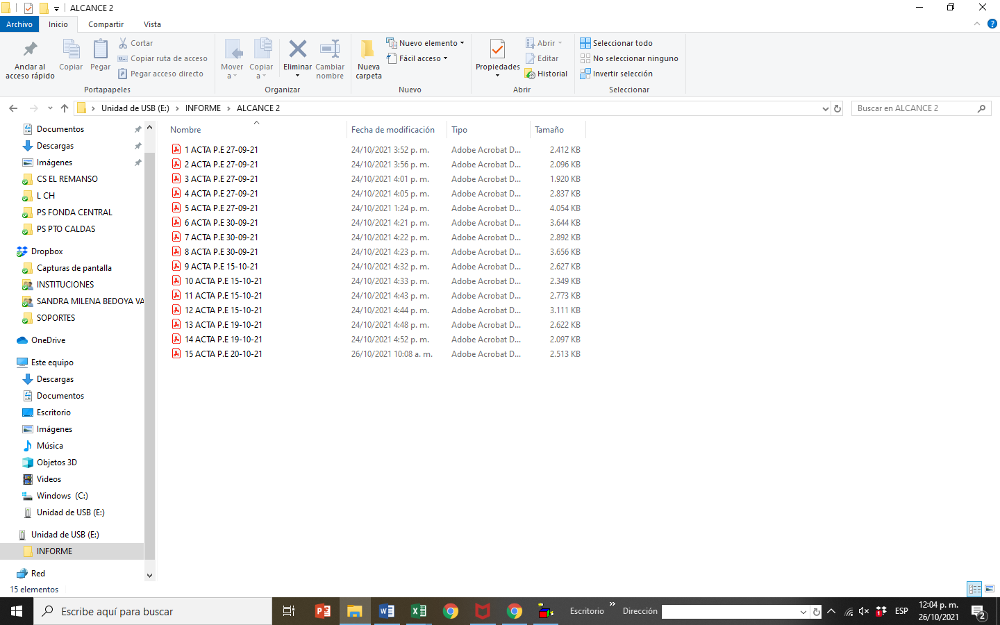 ALCANCE 2
Archivo Inicio Compartir Vista
Anclar al acceso rápido
Copiar
Pegar
Cortar
Copiar ruta de acceso
Pegar acceso directo
Portapapeles
Mover a
Copiar a
Eliminar
Cambiar nombre
Organizar
Nueva carpeta
Nuevo elemento
Fácil acceso
Nuevo
Propiedades
Abrir
Editar
Historial
Abrir
Seleccionar todo
No seleccionar ninguno
Invertir selección
Seleccionar
Unidad de USB (E:) > INFORME > ALCANCE 2
Buscar en ALCANCE 2
Documentos
Descargas
Imágenes
CS EL REMANSO
L CH
PS FONDA CENTRAL
PS PTO CALDAS
Dropbox
Capturas de pantalla
INSTITUCIONES
SANDRA MILENA BEDOYA VA
SOPORTES
OneDrive
Este equipo
Descargas
Documentos
Escritorio
Imágenes
Música
Objetos 3D
Videos
Windows (C:)
Unidad de USB (E:)
Unidad de USB (E:)
INFORME
Red
Nombre Fecha de modificación Tipo Tamaño
1 ACTA P.E 27-09-21 24/10/2021 3:52 p. m. Adobe Acrobat D... 2.412 KB
2 ACTA P.E 27-09-21 24/10/2021 3:56 p. m. Adobe Acrobat D... 2.096 KB
3 ACTA P.E 27-09-21 24/10/2021 4:01 p. m. Adobe Acrobat D... 1.920 KB
4 ACTA P.E 27-09-21 24/10/2021 4:05 p. m. Adobe Acrobat D... 2.837 KB
5 ACTA P.E 27-09-21 24/10/2021 1:24 p. m. Adobe Acrobat D... 4.054 KB
6 ACTA P.E 30-09-21 24/10/2021 4:21 p. m. Adobe Acrobat D... 3.644 KB
7 ACTA P.E 30-09-21 24/10/2021 4:22 p. m. Adobe Acrobat D... 2.892 KB
8 ACTA P.E 30-09-21 24/10/2021 4:23 p. m. Adobe Acrobat D... 3.656 KB
9 ACTA P.E 15-10-21 24/10/2021 4:32 p. m. Adobe Acrobat D... 2.627 KB
10 ACTA P.E 15-10-21 24/10/2021 4:33 p. m. Adobe Acrobat D... 2.349 KB
11 ACTA P.E 15-10-21 24/10/2021 4:43 p. m. Adobe Acrobat D... 2.773 KB
12 ACTA P.E 15-10-21 24/10/2021 4:44 p. m. Adobe Acrobat D... 3.111 KB
13 ACTA P.E 19-10-21 24/10/2021 4:48 p. m. Adobe Acrobat D... 2.622 KB
14 ACTA P.E 19-10-21 24/10/2021 4:52 p. m. Adobe Acrobat D... 2.097 KB
15 ACTA P.E 20-10-21 26/10/2021 10:08 a. m. Adobe Acrobat D... 2.513 KB
15 elementos
Escribe aquí para buscar
Escritorio
Dirección
ESP
12:04 p. m.
26/10/2021
2